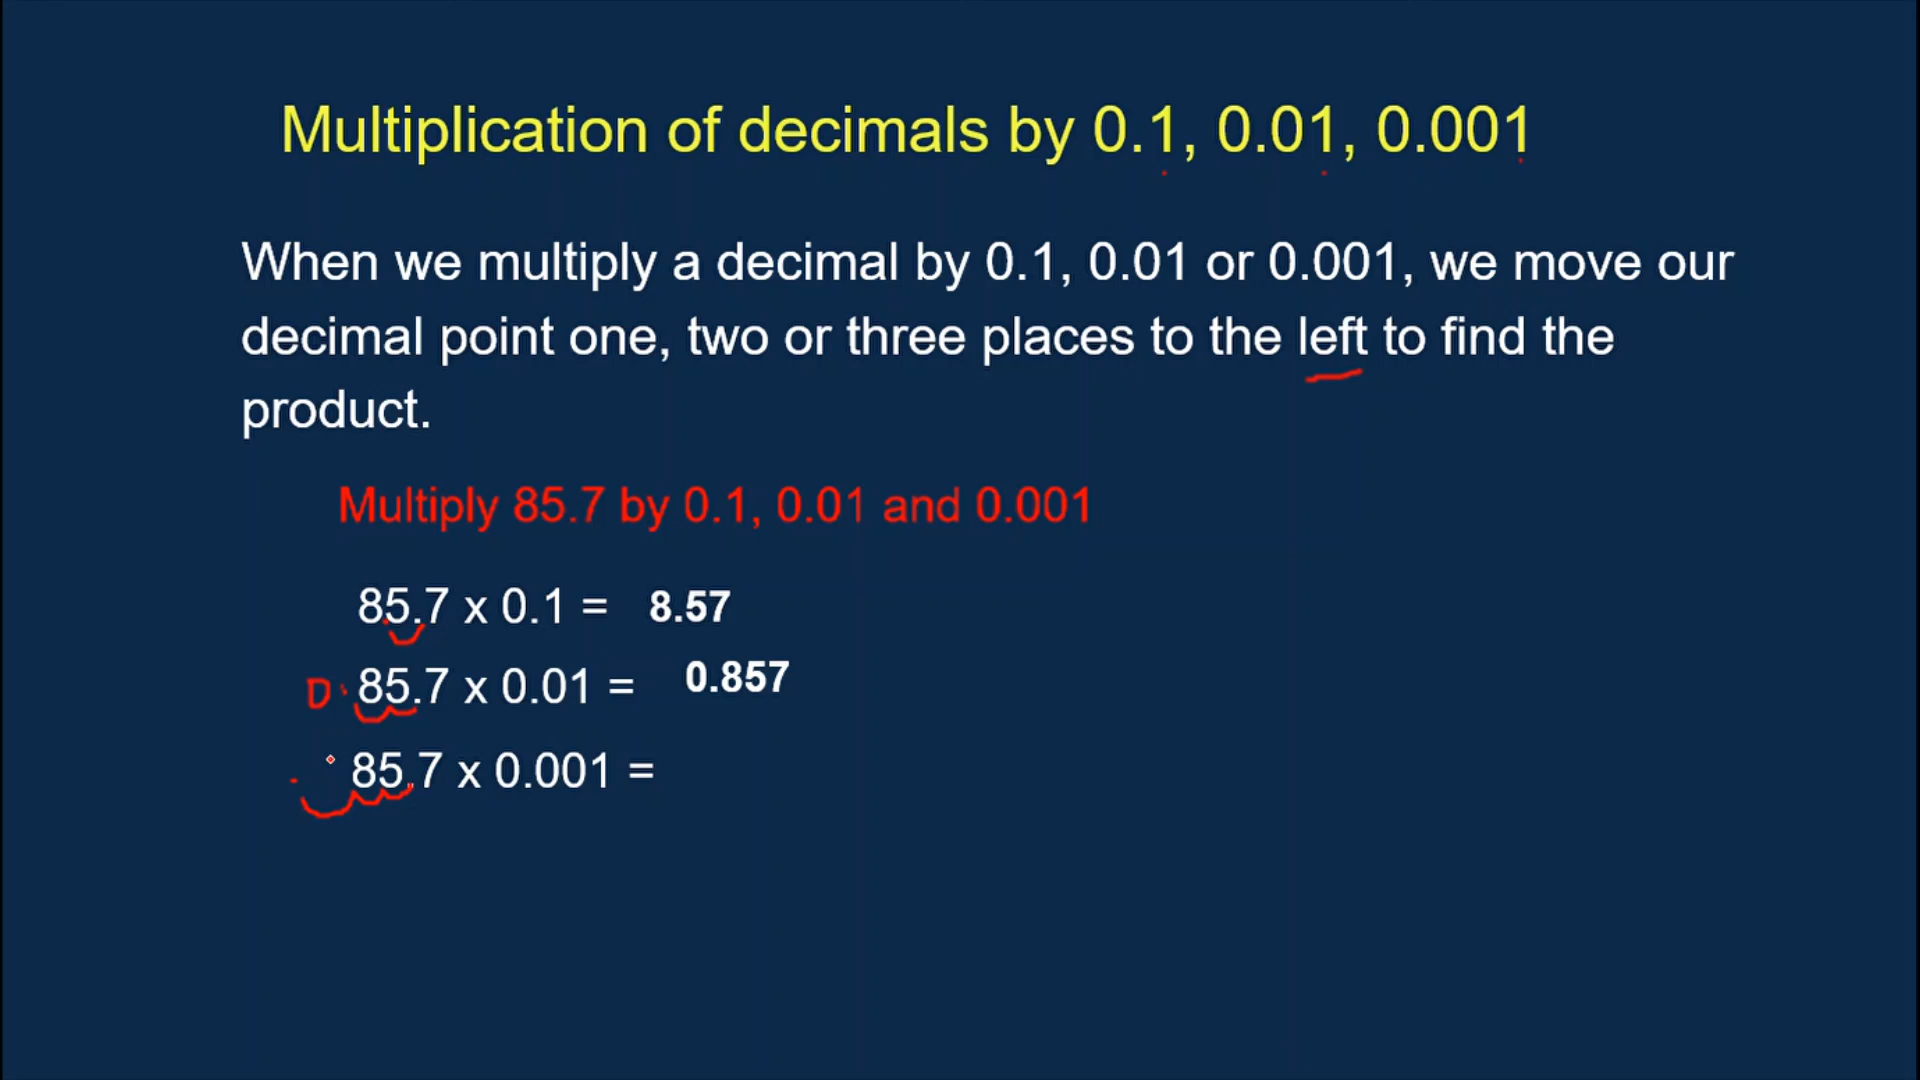 Multiplication of decimals by 0.1, 0.01, 0.001
When we multiply a decimal by 0.1, 0.01 or 0.001, we move our
decimal point one, two or three places to the left to find the
product.
Multiply 85.7 by 0.1, 0.01 and 0.001
85.7 x 0.1 = 8.57
0. 85.7 x 0.01 = 0.857
. 85.7 x 0.001 =